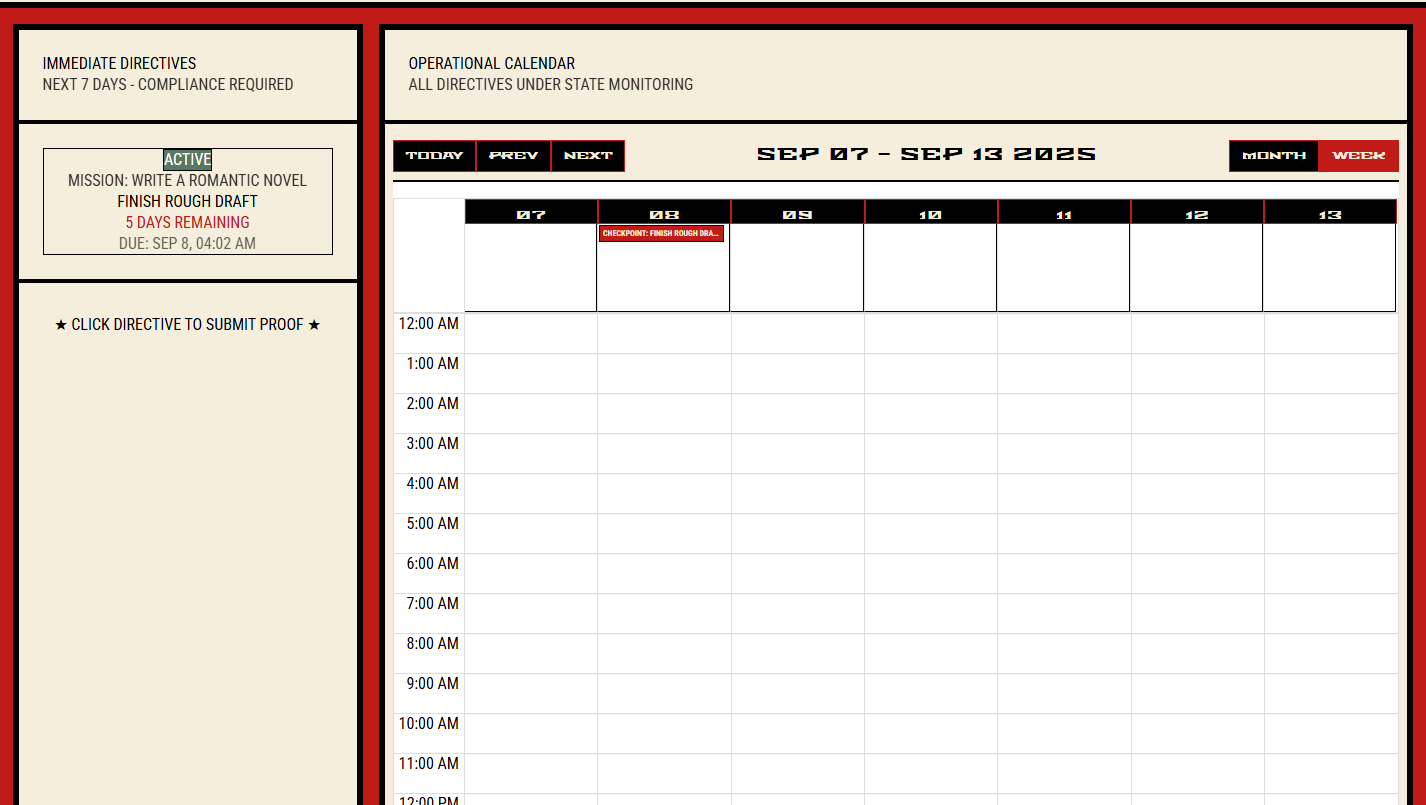 IMMEDIATE DIRECTIVES
NEXT 7 DAYS - COMPLIANCE REQUIRED
ACTIVE
MISSION: WRITE A ROMANTIC NOVEL
FINISH ROUGH DRAFT
5 DAYS REMAINING
DUE: SEP 8, 04:02 AM
★ CLICK DIRECTIVE TO SUBMIT PROOF ★
OPERATIONAL CALENDAR
ALL DIRECTIVES UNDER STATE MONITORING
TODAY PREV NEXT
SEP 07 – SEP 13 2025
MONTH WEEK
07 08 09 10 11 12 13
CHECKPOINT: FINISH ROUGH DRA...
12:00 AM
1:00 AM
2:00 AM
3:00 AM
4:00 AM
5:00 AM
6:00 AM
7:00 AM
8:00 AM
9:00 AM
10:00 AM
11:00 AM
12:00 PM